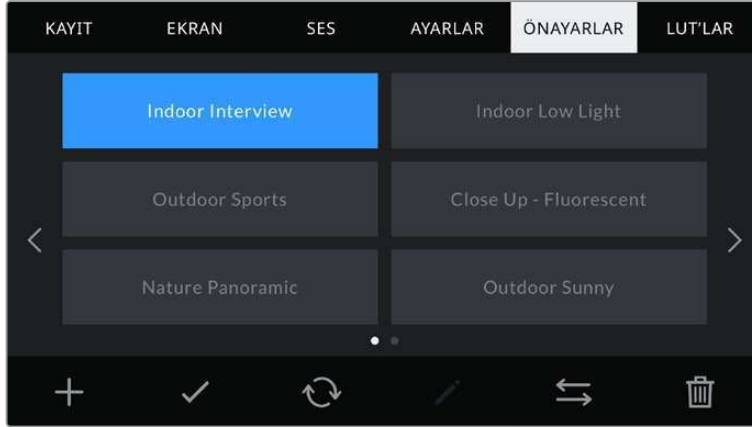 KAYIT EKRAN SES AYARLAR ÖNAYARLAR LUT'LAR
Indoor Interview Indoor Low Light
Outdoor Sports Close Up - Fluorescent
Nature Panoramic Outdoor Sunny